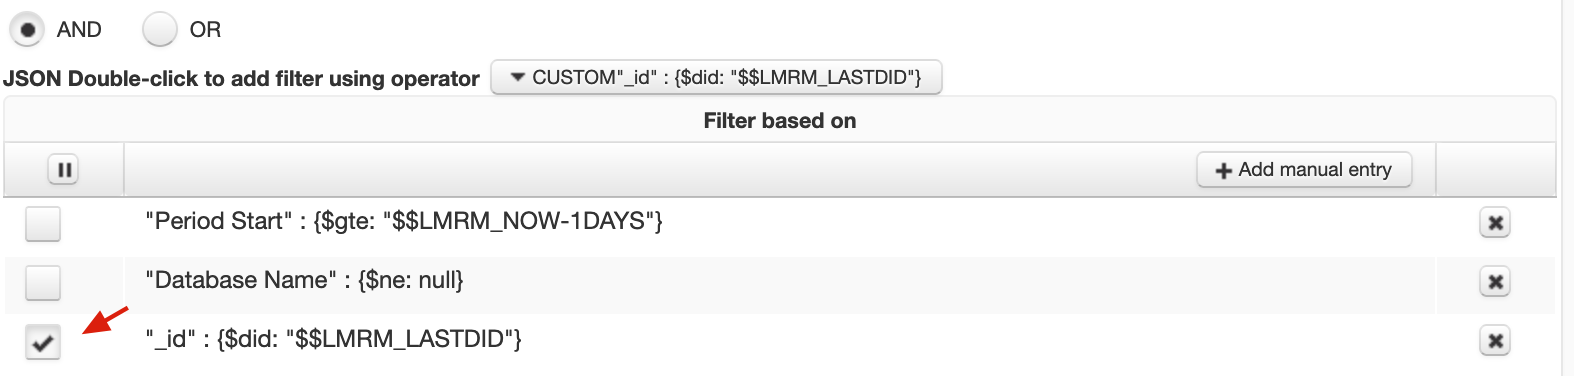 AND OR
JSON Double-click to add filter using operator CUSTOM"_id" : {$did: "$$LMRM_LASTDID"}
Filter based on
Add manual entry
"Period Start" : {$gte: "$$LMRM_NOW-1DAYS"}
"Database Name" : {$ne: null}
"_id" : {$did: "$$LMRM_LASTDID"}